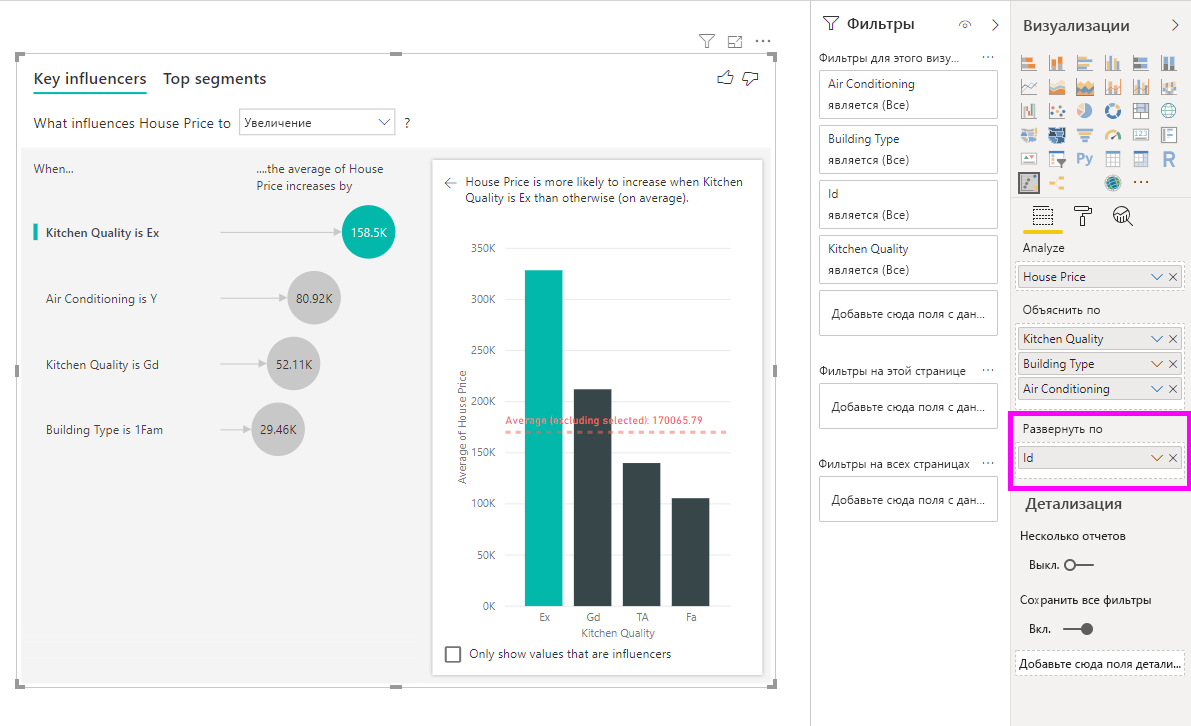 Key influencers Top segments
What influences House Price to Увеличение ?
When...
....the average of House
Price increases by
Kitchen Quality is Ex 158.5K
Air Conditioning is Y 80.92K
Kitchen Quality is Gd 52.11K
Building Type is 1Fam 29.46K
House Price is more likely to increase when Kitchen
Quality is Ex than otherwise (on average).
Average of House Price
350K
300K
250K
200K
150K
100K
50K
0K
Average (excluding selected): 170065.79
Ex Gd TA Fa
Kitchen Quality
Only show values that are influencers
Фильтры
Фильтры для этого визу...
Air Conditioning
является (Все)
Building Type
является (Все)
Id
является (Все)
Kitchen Quality
является (Все)
Добавьте сюда поля с дан...
Фильтры на этой странице
Добавьте сюда поля с дан...
Фильтры на всех страницах
Добавьте сюда поля с дан...
Визуализации
123
Py
R
Analyze
House Price
Объяснить по
Kitchen Quality
Building Type
Air Conditioning
Развернуть по
Id
Детализация
Несколько отчетов
Выкл.
Сохранить все фильтры
Вкл.
Добавьте сюда поля детали...